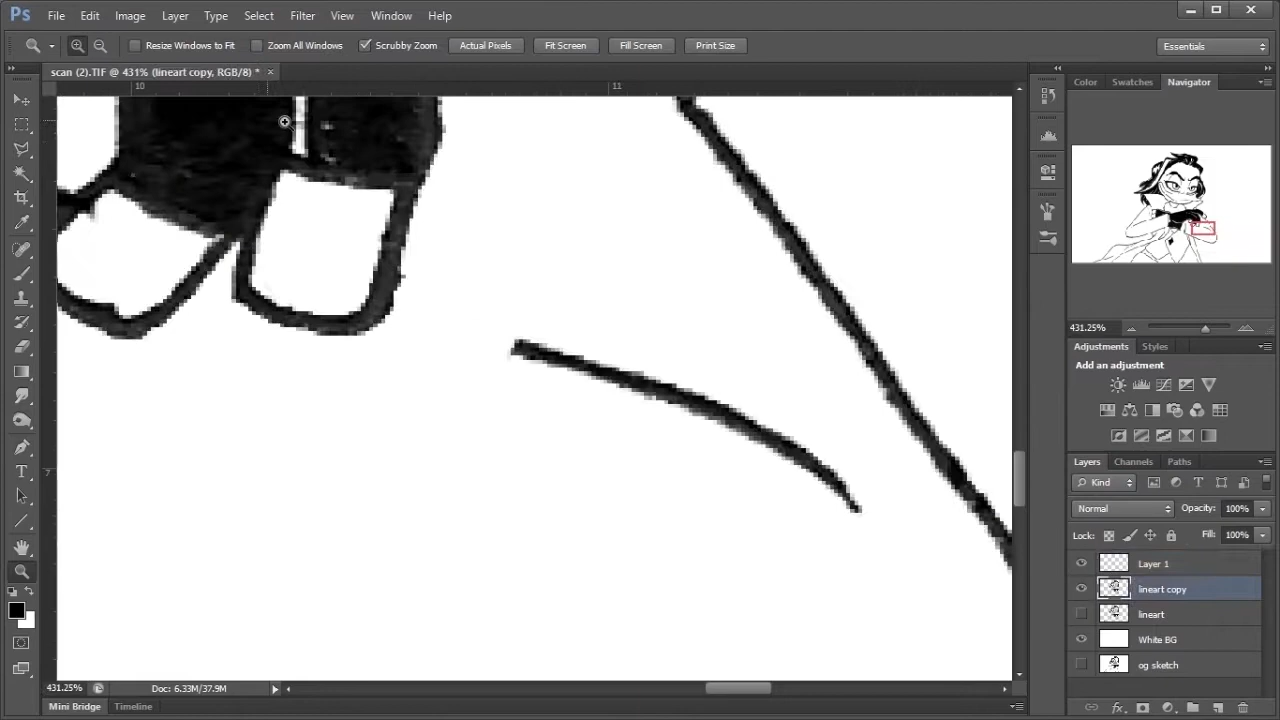 Ps File Edit Image Layer Type Select Filter View Window Help
Resize Windows to Fit Zoom All Windows Scrubby Zoom Actual Pixels Fit Screen Fill Screen Print Size Essentials
scan (2).TIF @ 431% (lineart copy, RGB/8) * ×
10 11
7
Color Swatches Navigator
431.25%
Adjustments Styles
Add an adjustment
Layers Channels Paths
Kind
Normal Opacity: 100%
Lock: Fill: 100%
Layer 1
lineart copy
lineart
White BG
og sketch
431.25% Doc: 6.33M/37.9M
Mini Bridge Timeline